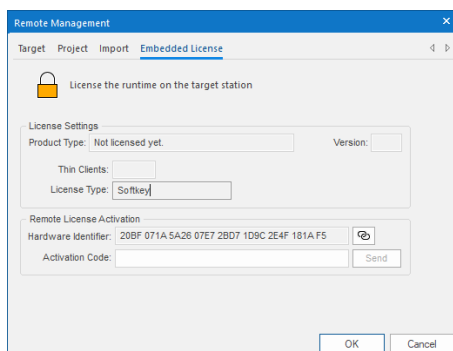 Remote Management
Target Project Import Embedded License
License the runtime on the target station
License Settings
Product Type: Not licensed yet. Version:
Thin Clients:
License Type: Softkey
Remote License Activation
Hardware Identifier: 20BF 071A 5A26 07E7 2BD7 1D9C 2E4F 181A F5
Activation Code: Send
OK Cancel